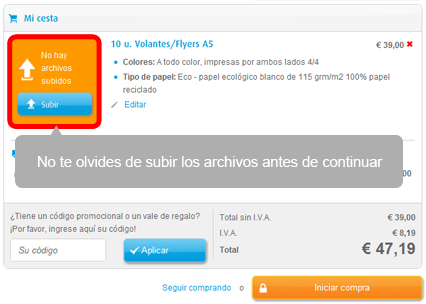 Mi cesta
No hay
archivos
subidos
Subir
10 u. Volantes/Flyers A5
€ 39,00
Colores: A todo color, impresas por ambos lados 4/4
Tipo de papel: Eco - papel ecológico blanco de 115 grm/m2 100% papel
reciclado
Editar
No te olvides de subir los archivos antes de continuar
¿Tiene un código promocional o un vale de regalo?
¡Por favor, ingrese aquí su código!
Su código
Aplicar
Total sin I.V.A. € 39,00
I.V.A. € 8,19
Total € 47,19
Seguir comprando o Iniciar compra